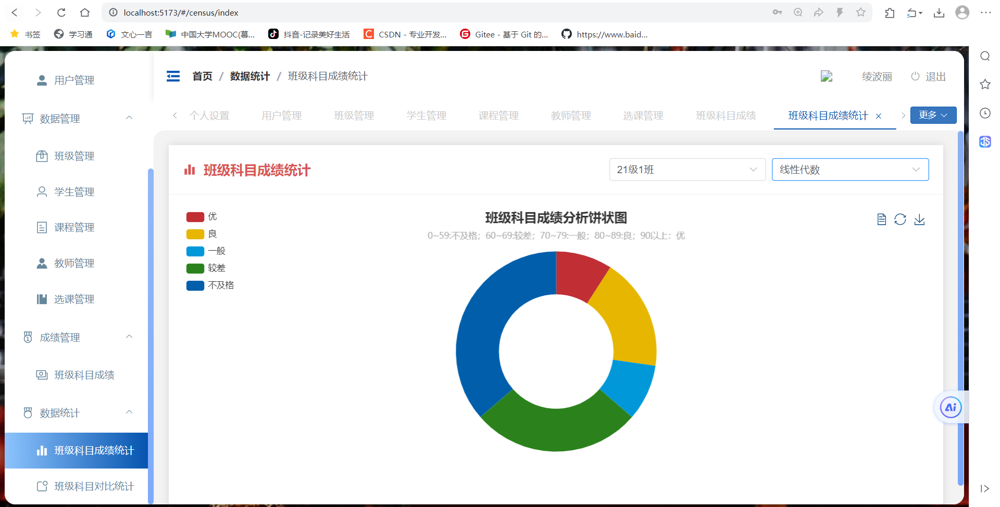 localhost:5173/#/census/index
5
书签 学习通 文心一言 中国大学MOOC(慕... 抖音-记录美好生活 CSDN - 专业开发... Gitee - 基于 Git 的... https://www.baid...
用户管理
数据管理
班级管理
学生管理
课程管理
教师管理
选课管理
成绩管理
班级科目成绩
数据统计
班级科目成绩统计
班级科目对比统计
首页 / 数据统计 / 班级科目成绩统计
绫波丽 退出
个人设置 用户管理 班级管理 学生管理 课程管理 教师管理 选课管理 班级科目成绩 班级科目成绩统计 更多
班级科目成绩统计
21级1班 线性代数
优
良
一般
较差
不及格
班级科目成绩分析饼状图
0~59:不及格；60~69:较差；70~79:一般；80~89:良；90以上：优
Ai